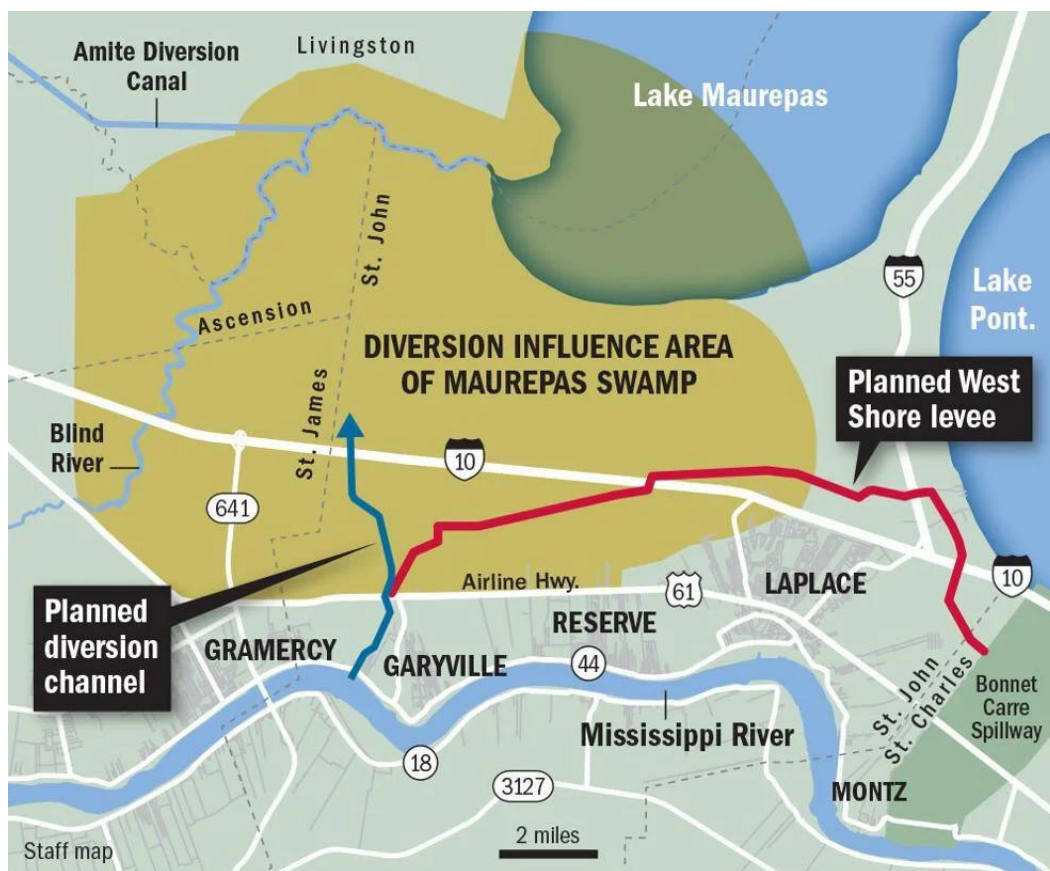 Amite Diversion
Canal
Livingston
Lake Maurepas
St. John
55
Lake
Pont.
Ascension
DIVERSION INFLUENCE AREA
OF MAUREPAS SWAMP
Planned West
Shore levee
St. James
Blind
River
10
641
Airline Hwy.
61
10
LAPLACE
Planned
diversion
channel
RESERVE
GRAMERCY
GARYVILLE
44
St. John
St. Charles
Bonnet
Carre
Spillway
Mississippi River
18
3127
MONTZ
2 miles
Staff map